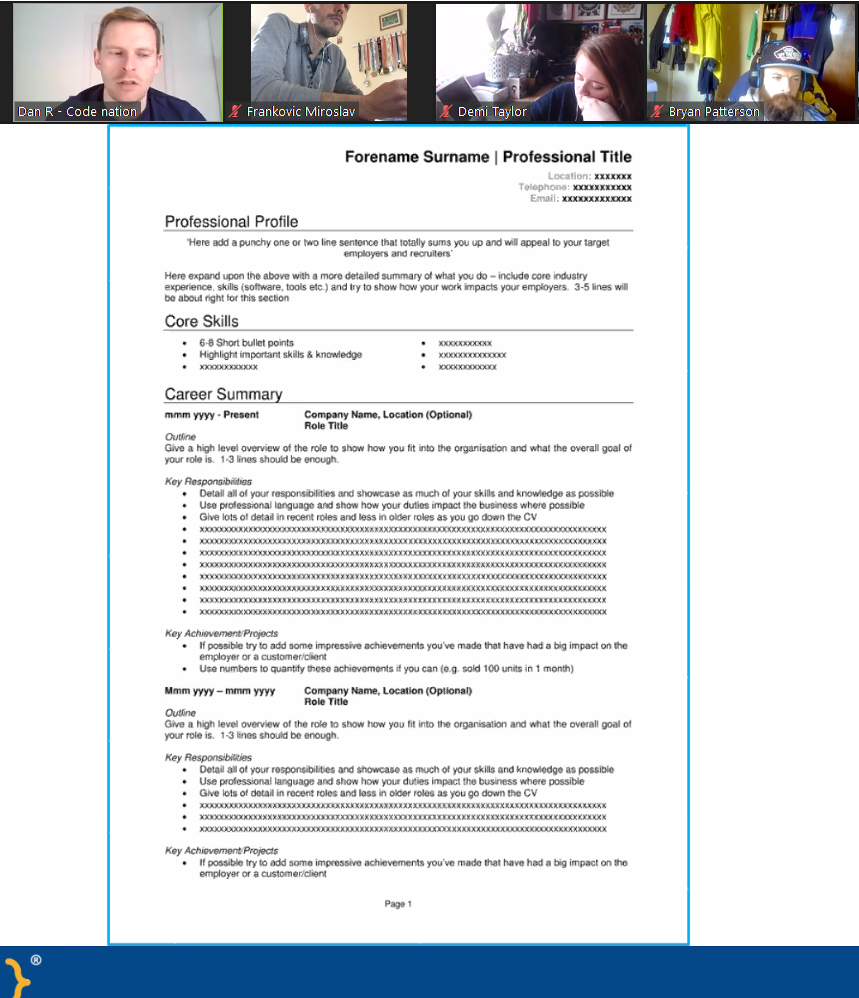 Dan R - Code nation
Frankovic Miroslav
Demi Taylor
Bryan Patterson
Forename Surname | Professional Title
Location: xxxxxxx
Telephone: xxxxxxxxxxx
Email: xxxxxxxxxxxxx
Professional Profile
'Here add a punchy one or two line sentence that totally sums you up and will appeal to your target
employers and recruiters'
Here expand upon the above with a more detailed summary of what you do – include core industry
experience, skills (software, tools etc.) and try to show how your work impacts your employers. 3-5 lines will
be about right for this section
Core Skills
• 6-8 Short bullet points
• Highlight important skills & knowledge
• xxxxxxxxxxxx
• xxxxxxxxxxx
• xxxxxxxxxxxxxx
• xxxxxxxxxxxx
Career Summary
mmm yyyy - Present Company Name, Location (Optional)
Role Title
Outline
Give a high level overview of the role to show how you fit into the organisation and what the overall goal of
your role is. 1-3 lines should be enough.
Key Responsibilities
• Detail all of your responsibilities and showcase as much of your skills and knowledge as possible
• Use professional language and show how your duties impact the business where possible
• Give lots of detail in recent roles and less in older roles as you go down the CV
• xxxxxxxxxxxxxxxxxxxxxxxxxxxxxxxxxxxxxxxxxxxxxxxxxxxxxxxxxxxxxxxxxxxxxxxxxxxxxxxxxxxx
• xxxxxxxxxxxxxxxxxxxxxxxxxxxxxxxxxxxxxxxxxxxxxxxxxxxxxxxxxxxxxxxxxxxxxxxxxxxxxxxxxxxx
• xxxxxxxxxxxxxxxxxxxxxxxxxxxxxxxxxxxxxxxxxxxxxxxxxxxxxxxxxxxxxxxxxxxxxxxxxxxxxxxxxxxx
• xxxxxxxxxxxxxxxxxxxxxxxxxxxxxxxxxxxxxxxxxxxxxxxxxxxxxxxxxxxxxxxxxxxxxxxxxxxxxxxxxxxx
• xxxxxxxxxxxxxxxxxxxxxxxxxxxxxxxxxxxxxxxxxxxxxxxxxxxxxxxxxxxxxxxxxxxxxxxxxxxxxxxxxxxx
• xxxxxxxxxxxxxxxxxxxxxxxxxxxxxxxxxxxxxxxxxxxxxxxxxxxxxxxxxxxxxxxxxxxxxxxxxxxxxxxxxxxx
• xxxxxxxxxxxxxxxxxxxxxxxxxxxxxxxxxxxxxxxxxxxxxxxxxxxxxxxxxxxxxxxxxxxxxxxxxxxxxxxxxxxx
• xxxxxxxxxxxxxxxxxxxxxxxxxxxxxxxxxxxxxxxxxxxxxxxxxxxxxxxxxxxxxxxxxxxxxxxxxxxxxxxxxxxx
Key Achievement/Projects
• If possible try to add some impressive achievements you've made that have had a big impact on the
employer or a customer/client
• Use numbers to quantify these achievements if you can (e.g. sold 100 units in 1 month)
Mmm yyyy – mmm yyyy Company Name, Location (Optional)
Role Title
Outline
Give a high level overview of the role to show how you fit into the organisation and what the overall goal of
your role is. 1-3 lines should be enough.
Key Responsibilities
• Detail all of your responsibilities and showcase as much of your skills and knowledge as possible
• Use professional language and show how your duties impact the business where possible
• Give lots of detail in recent roles and less in older roles as you go down the CV
• xxxxxxxxxxxxxxxxxxxxxxxxxxxxxxxxxxxxxxxxxxxxxxxxxxxxxxxxxxxxxxxxxxxxxxxxxxxxxxxxxxxx
• xxxxxxxxxxxxxxxxxxxxxxxxxxxxxxxxxxxxxxxxxxxxxxxxxxxxxxxxxxxxxxxxxxxxxxxxxxxxxxxxxxxx
• xxxxxxxxxxxxxxxxxxxxxxxxxxxxxxxxxxxxxxxxxxxxxxxxxxxxxxxxxxxxxxxxxxxxxxxxxxxxxxxxxxxx
Key Achievement/Projects
• If possible try to add some impressive achievements you've made that have had a big impact on the
employer or a customer/client
Page 1
}®